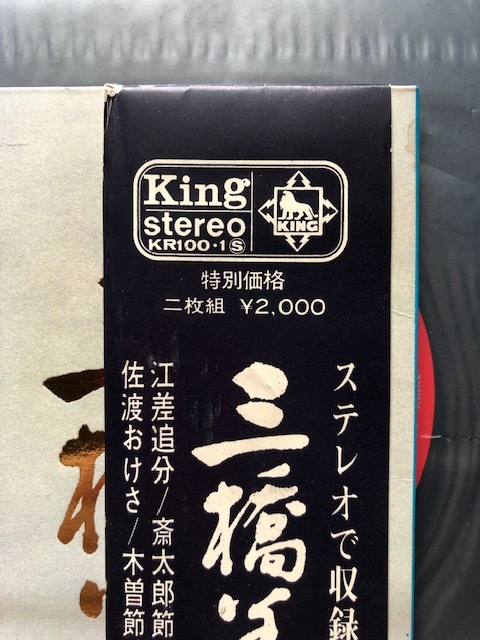 King
stereo
KR100·1Ⓢ
KING
特別価格
二枚組 ¥2,000
ステレオで収録
三橋
江差追分/斎太郎節
佐渡おけさ/木曽節